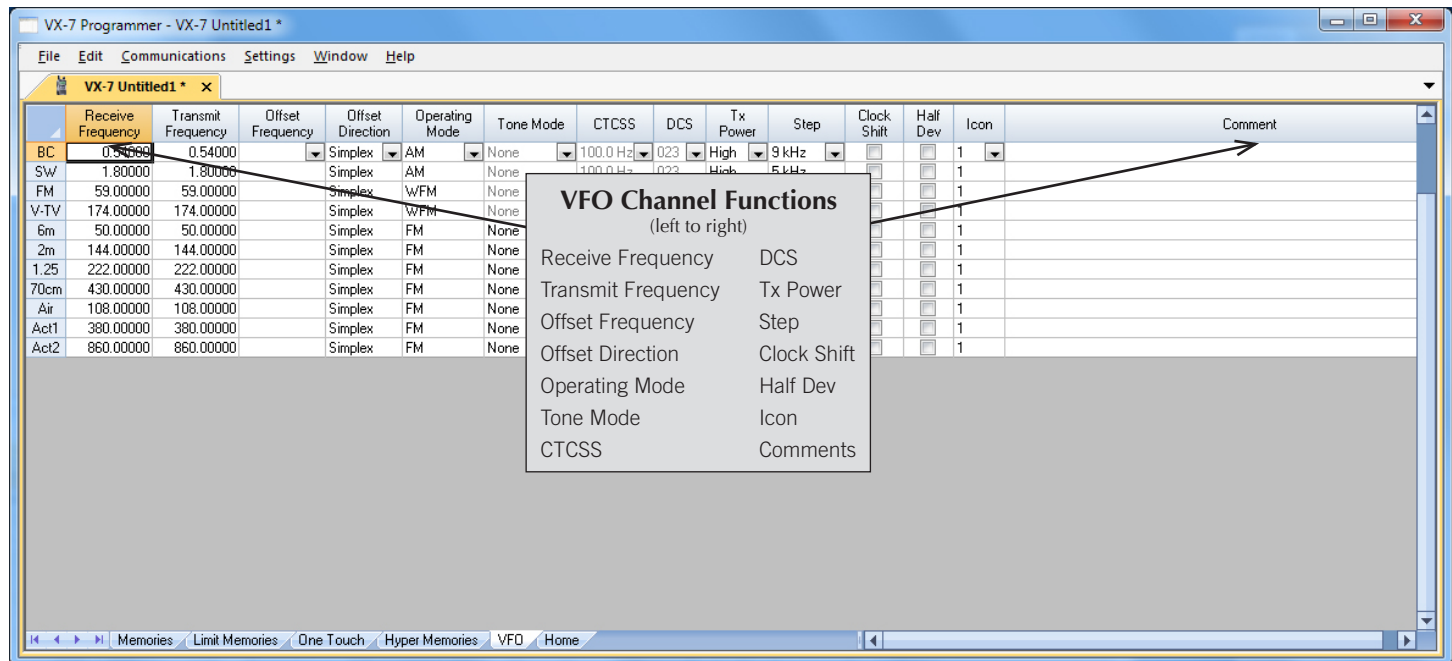 VX-7 Programmer - VX-7 Untitled1 *
File Edit Communications Settings Window Help
VX-7 Untitled1 * x
Receive Frequency Transmit Frequency Offset Frequency Offset Direction Operating Mode Tone Mode CTCSS DCS Tx Power Step Clock Shift Half Dev Icon Comment
BC 0.54000 0.54000 Simplex AM None 100.0 Hz 023 High 9 kHz 1
SW 1.80000 1.80000 Simplex AM None 100.0 Hz 023 High 5 kHz 1
FM 59.00000 59.00000 Simplex WFM None 1
V-TV 174.00000 174.00000 Simplex WFM None 1
6m 50.00000 50.00000 Simplex FM None 1
2m 144.00000 144.00000 Simplex FM None 1
1.25 222.00000 222.00000 Simplex FM None 1
70cm 430.00000 430.00000 Simplex FM None 1
Air 108.00000 108.00000 Simplex FM None 1
Act1 380.00000 380.00000 Simplex FM None 1
Act2 860.00000 860.00000 Simplex FM None 1
VFO Channel Functions
(left to right)
Receive Frequency DCS
Transmit Frequency Tx Power
Offset Frequency Step
Offset Direction Clock Shift
Operating Mode Half Dev
Tone Mode Icon
CTCSS Comments
Memories Limit Memories One Touch Hyper Memories VFO Home